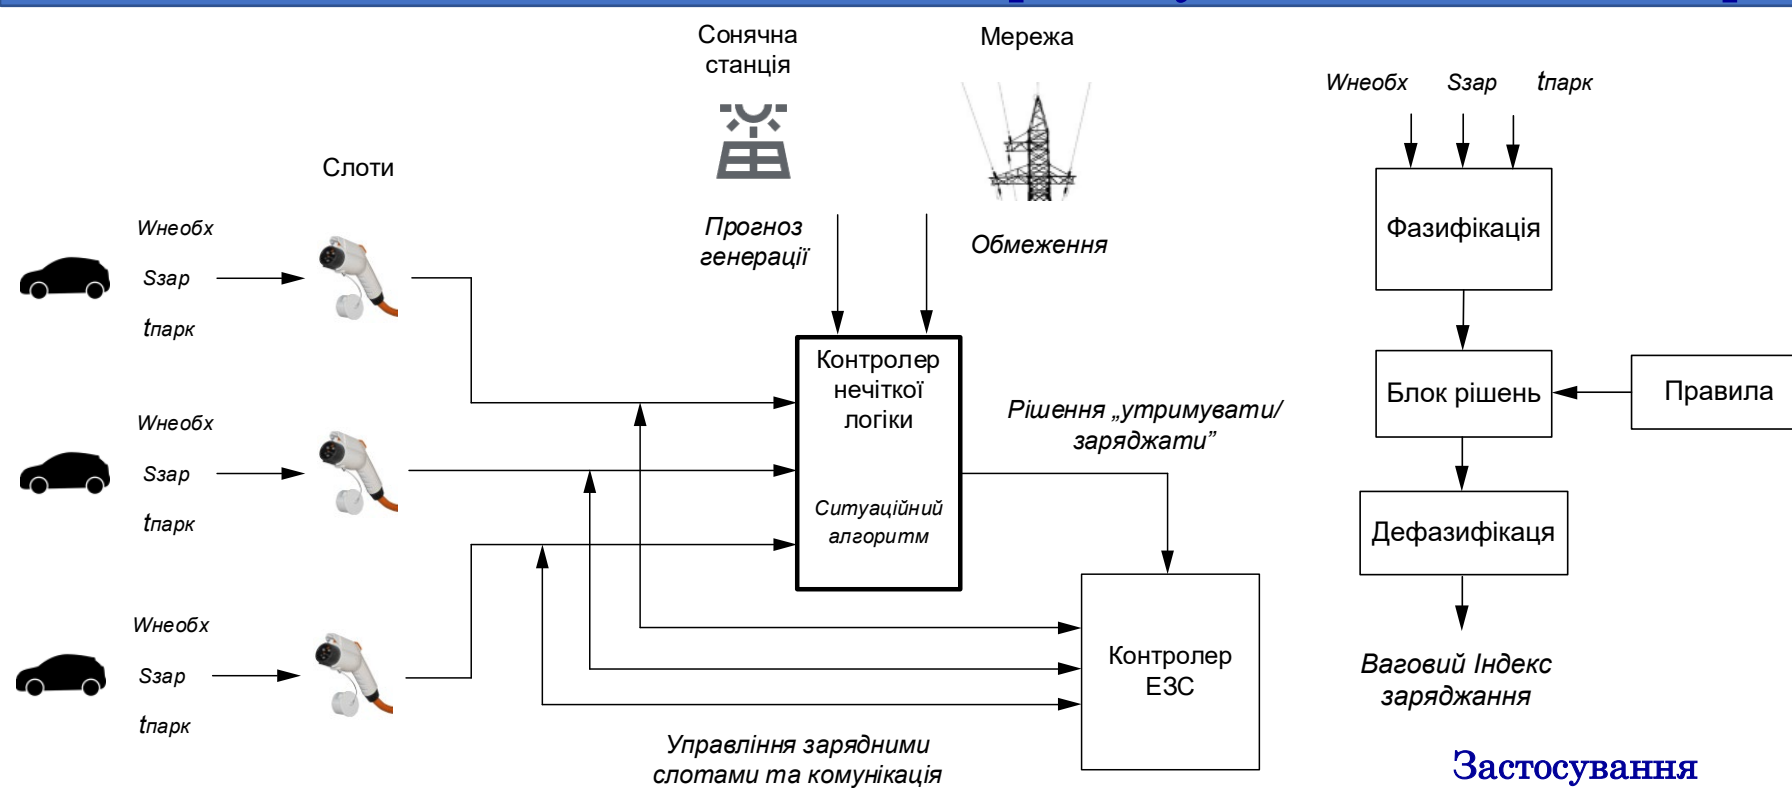 Сонячна
станція
Мережа
Wнеобх Sзар tпарк
Слоти
Wнеобх
Sзар
tпарк
Прогноз
генерації
Обмеження
Фазифікація
Контролер
нечіткої
логіки
Ситуаційний
алгоритм
Рішення „утримувати/
заряджати”
Блок рішень
Правила
Wнеобх
Sзар
tпарк
Дефазифікаця
Wнеобх
Sзар
tпарк
Контролер
ЕЗС
Ваговий Індекс
заряджання
Управління зарядними
слотами та комунікація
Застосування